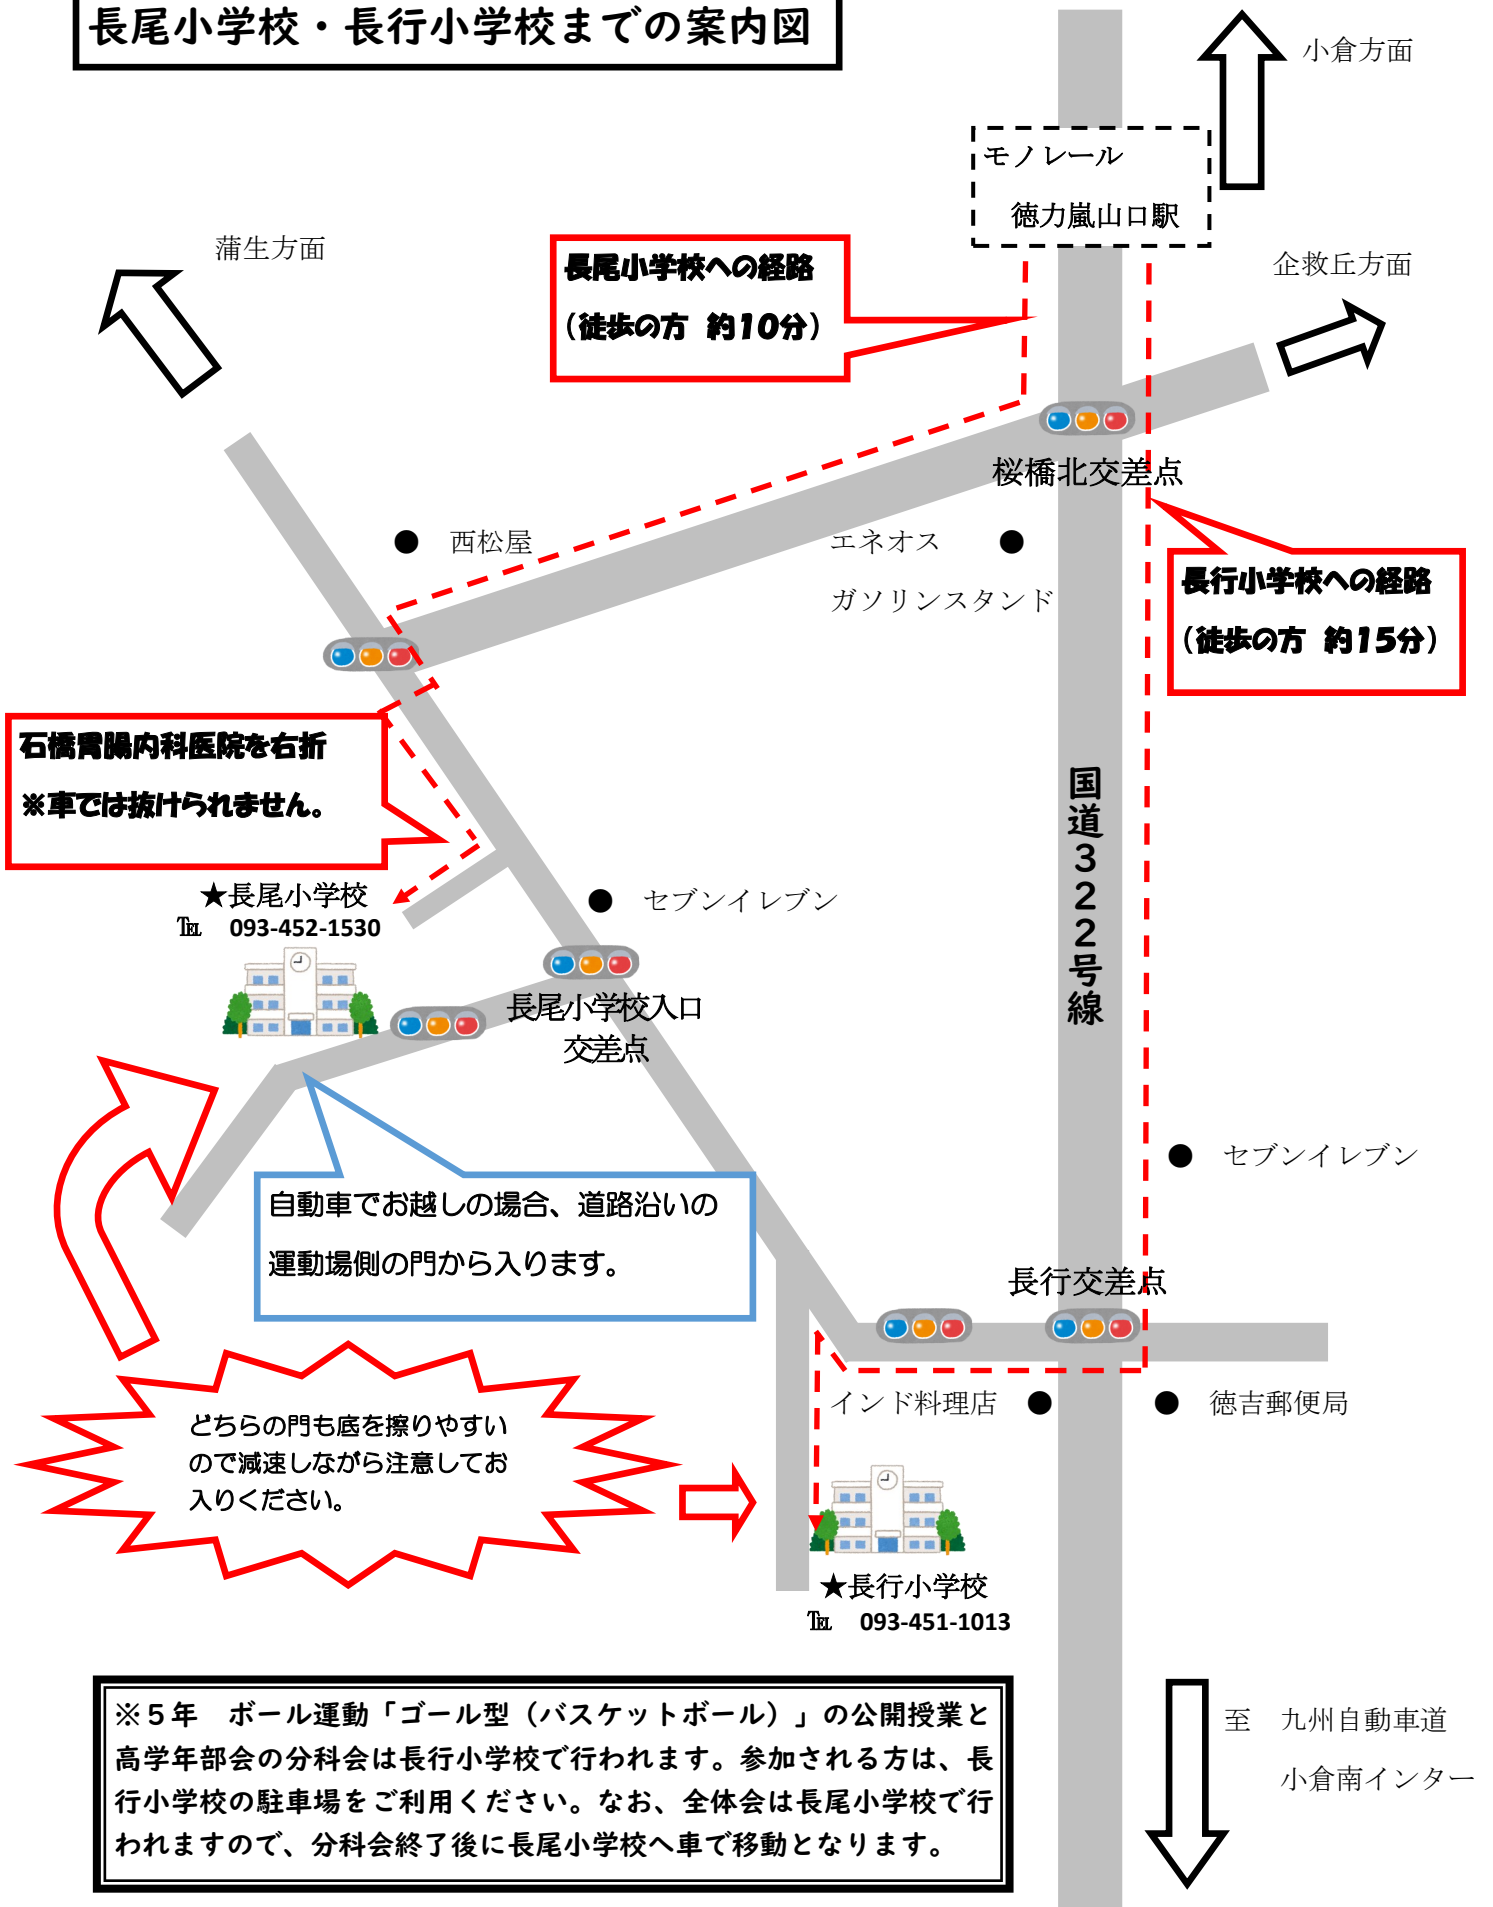 長尾小学校・長行小学校までの案内図
小倉方面
モノレール
徳力嵐山口駅
蒲生方面
長尾小学校への経路
（徒歩の方　約10分）
企救丘方面
桜橋北交差点
西松屋
エネオス
ガソリンスタンド
長行小学校への経路
（徒歩の方　約15分）
石橋胃腸内科医院を右折
※車では抜けられません。
国道322号線
★長尾小学校
℡　093-452-1530
セブンイレブン
長尾小学校入口
交差点
セブンイレブン
自動車でお越しの場合、道路沿いの
運動場側の門から入ります。
長行交差点
インド料理店
徳吉郵便局
どちらの門も底を擦りやすい
ので減速しながら注意してお
入りください。
★長行小学校
℡　093-451-1013
※５年　ボール運動「ゴール型（バスケットボール）」の公開授業と
高学年部会の分科会は長行小学校で行われます。参加される方は、長
行小学校の駐車場をご利用ください。なお、全体会は長尾小学校で行
われますので、分科会終了後に長尾小学校へ車で移動となります。
至　九州自動車道
小倉南インター